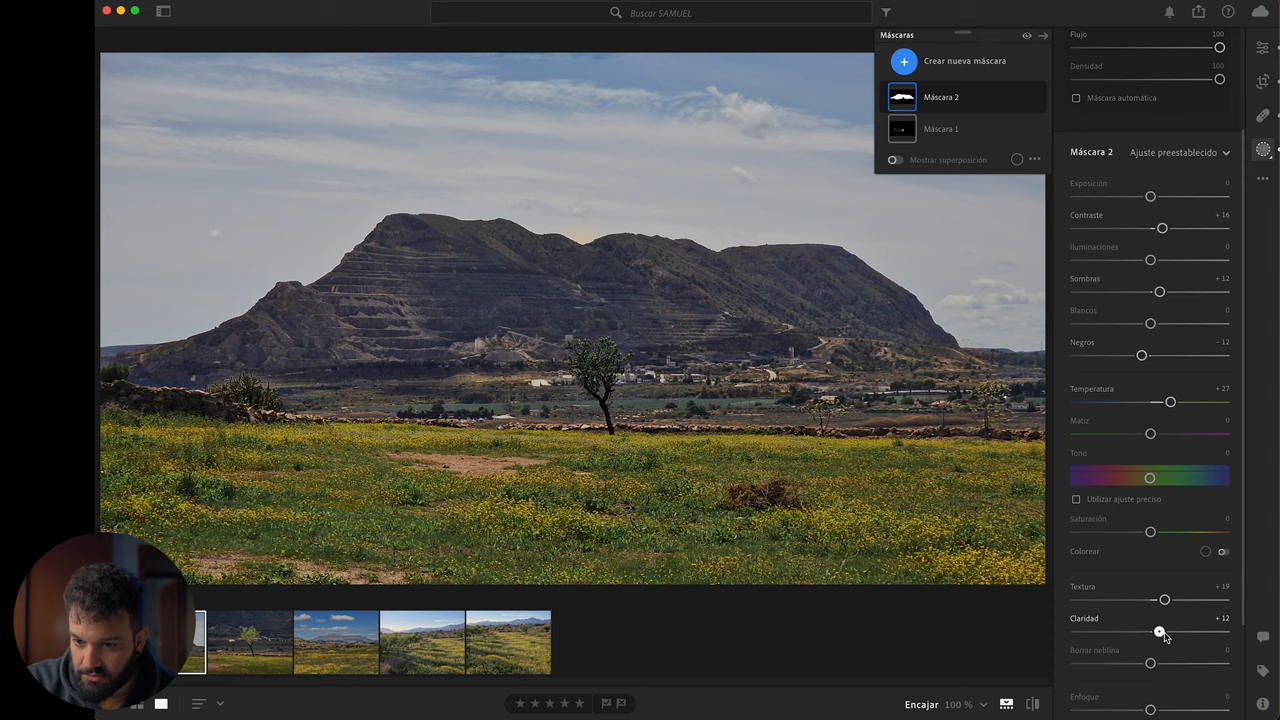 Buscar SAMUEL
Máscaras
Crear nueva máscara
Máscara 2
Máscara 1
Mostrar superposición
Flujo 100
Densidad 100
Máscara automática
Máscara 2 Ajuste preestablecido
Exposición 0
Contraste + 16
Iluminaciones 0
Sombras + 12
Blancos 0
Negros – 12
Temperatura + 27
Matiz 0
Tono 0
Utilizar ajuste preciso
Saturación 0
Colorear
Textura + 19
Claridad + 12
Borrar neblina 0
Enfoque 0
Encajar 100 %